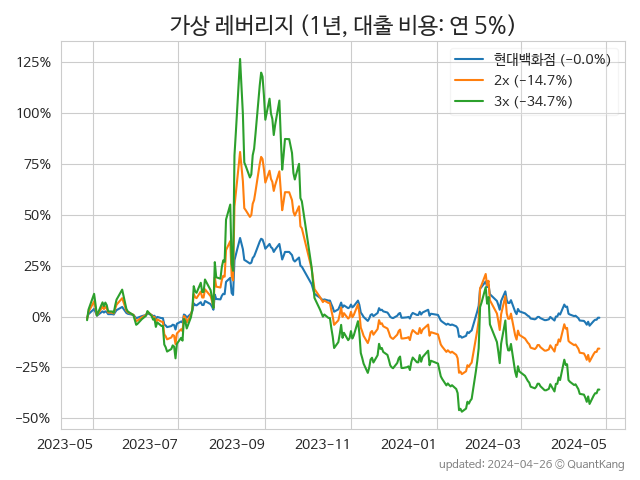 가상 레버리지 (1년, 대출 비용: 연 5%)
현대백화점 (−0.0%)
2x (−14.7%)
3x (−34.7%)
125%
100%
75%
50%
25%
0%
−25%
−50%
2023-05 2023-07 2023-09 2023-11 2024-01 2024-03 2024-05
updated: 2024-04-26 © QuantKang